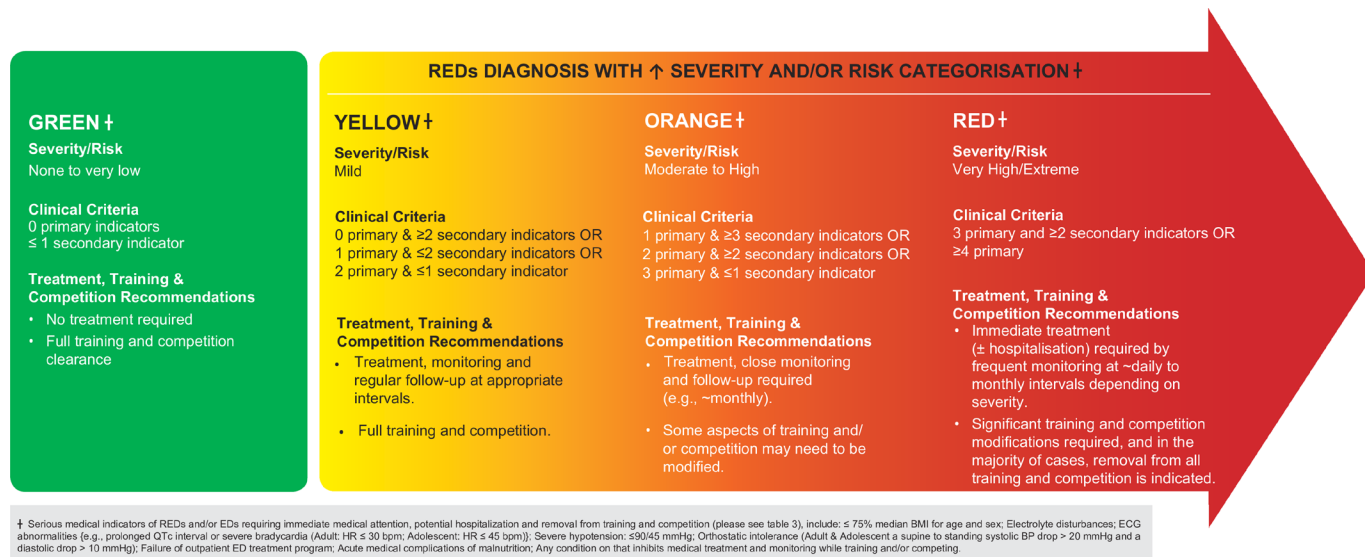 REDs DIAGNOSIS WITH ↑ SEVERITY AND/OR RISK CATEGORISATION ⸸
GREEN ⸸
Severity/Risk
None to very low
Clinical Criteria
0 primary indicators
≤ 1 secondary indicator
Treatment, Training &
Competition Recommendations
• No treatment required
• Full training and competition
clearance
YELLOW ⸸
Severity/Risk
Mild
Clinical Criteria
0 primary & ≥2 secondary indicators OR
1 primary & ≤2 secondary indicators OR
2 primary & ≤1 secondary indicator
Treatment, Training &
Competition Recommendations
• Treatment, monitoring and
regular follow-up at appropriate
intervals.
• Full training and competition.
ORANGE ⸸
Severity/Risk
Moderate to High
Clinical Criteria
1 primary & ≥3 secondary indicators OR
2 primary & ≥2 secondary indicators OR
3 primary & ≤1 secondary indicator
Treatment, Training &
Competition Recommendations
• Treatment, close monitoring
and follow-up required
(e.g., ~monthly).
• Some aspects of training and/
or competition may need to be
modified.
RED ⸸
Severity/Risk
Very High/Extreme
Clinical Criteria
3 primary and ≥2 secondary indicators OR
≥4 primary
Treatment, Training &
Competition Recommendations
• Immediate treatment
(± hospitalisation) required by
frequent monitoring at ~daily to
monthly intervals depending on
severity.
• Significant training and competition
modifications required, and in the
majority of cases, removal from all
training and competition is indicated.
⸸ Serious medical indicators of REDs and/or EDs requiring immediate medical attention, potential hospitalization and removal from training and competition (please see table 3), include: ≤ 75% median BMI for age and sex; Electrolyte disturbances; ECG
abnormalities {e.g., prolonged QTc interval or severe bradycardia (Adult: HR ≤ 30 bpm; Adolescent: HR ≤ 45 bpm)}; Severe hypotension: ≤90/45 mmHg; Orthostatic intolerance (Adult & Adolescent a supine to standing systolic BP drop > 20 mmHg and a
diastolic drop > 10 mmHg); Failure of outpatient ED treatment program; Acute medical complications of malnutrition; Any condition on that inhibits medical treatment and monitoring while training and/or competing.